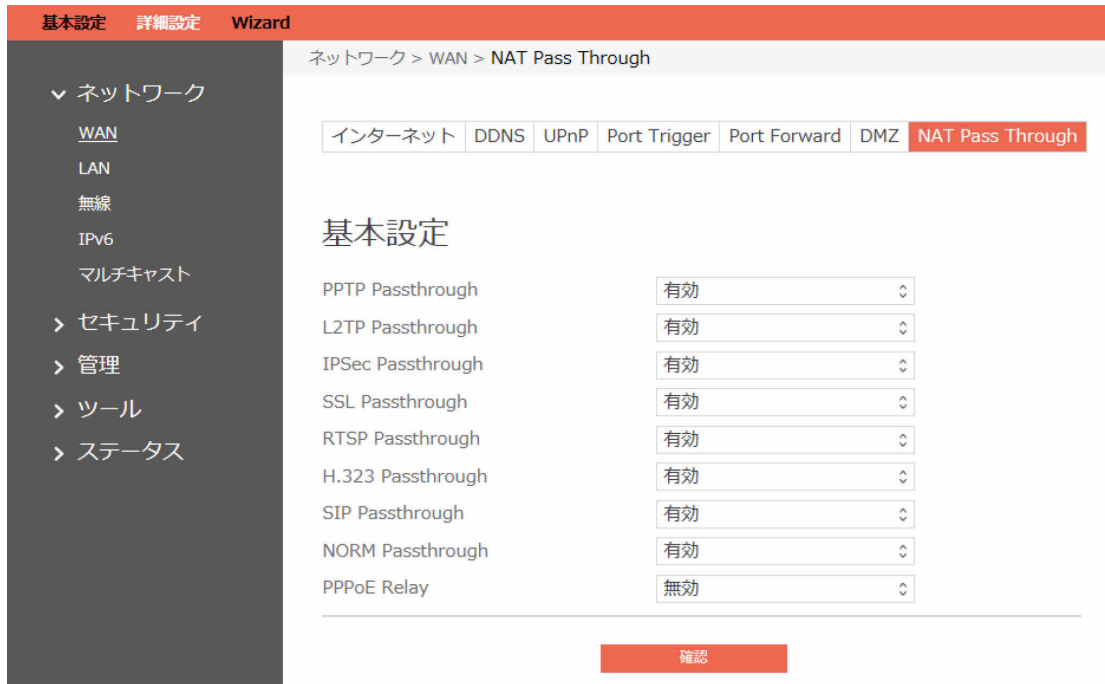 基本設定 詳細設定 Wizard
ネットワーク > WAN > NAT Pass Through
ネットワーク
WAN
LAN
無線
IPv6
マルチキャスト
セキュリティ
管理
ツール
ステータス
インターネット DDNS UPnP Port Trigger Port Forward DMZ NAT Pass Through
基本設定
PPTP Passthrough 有効
L2TP Passthrough 有効
IPSec Passthrough 有効
SSL Passthrough 有効
RTSP Passthrough 有効
H.323 Passthrough 有効
SIP Passthrough 有効
NORM Passthrough 有効
PPPoE Relay 無効
確認